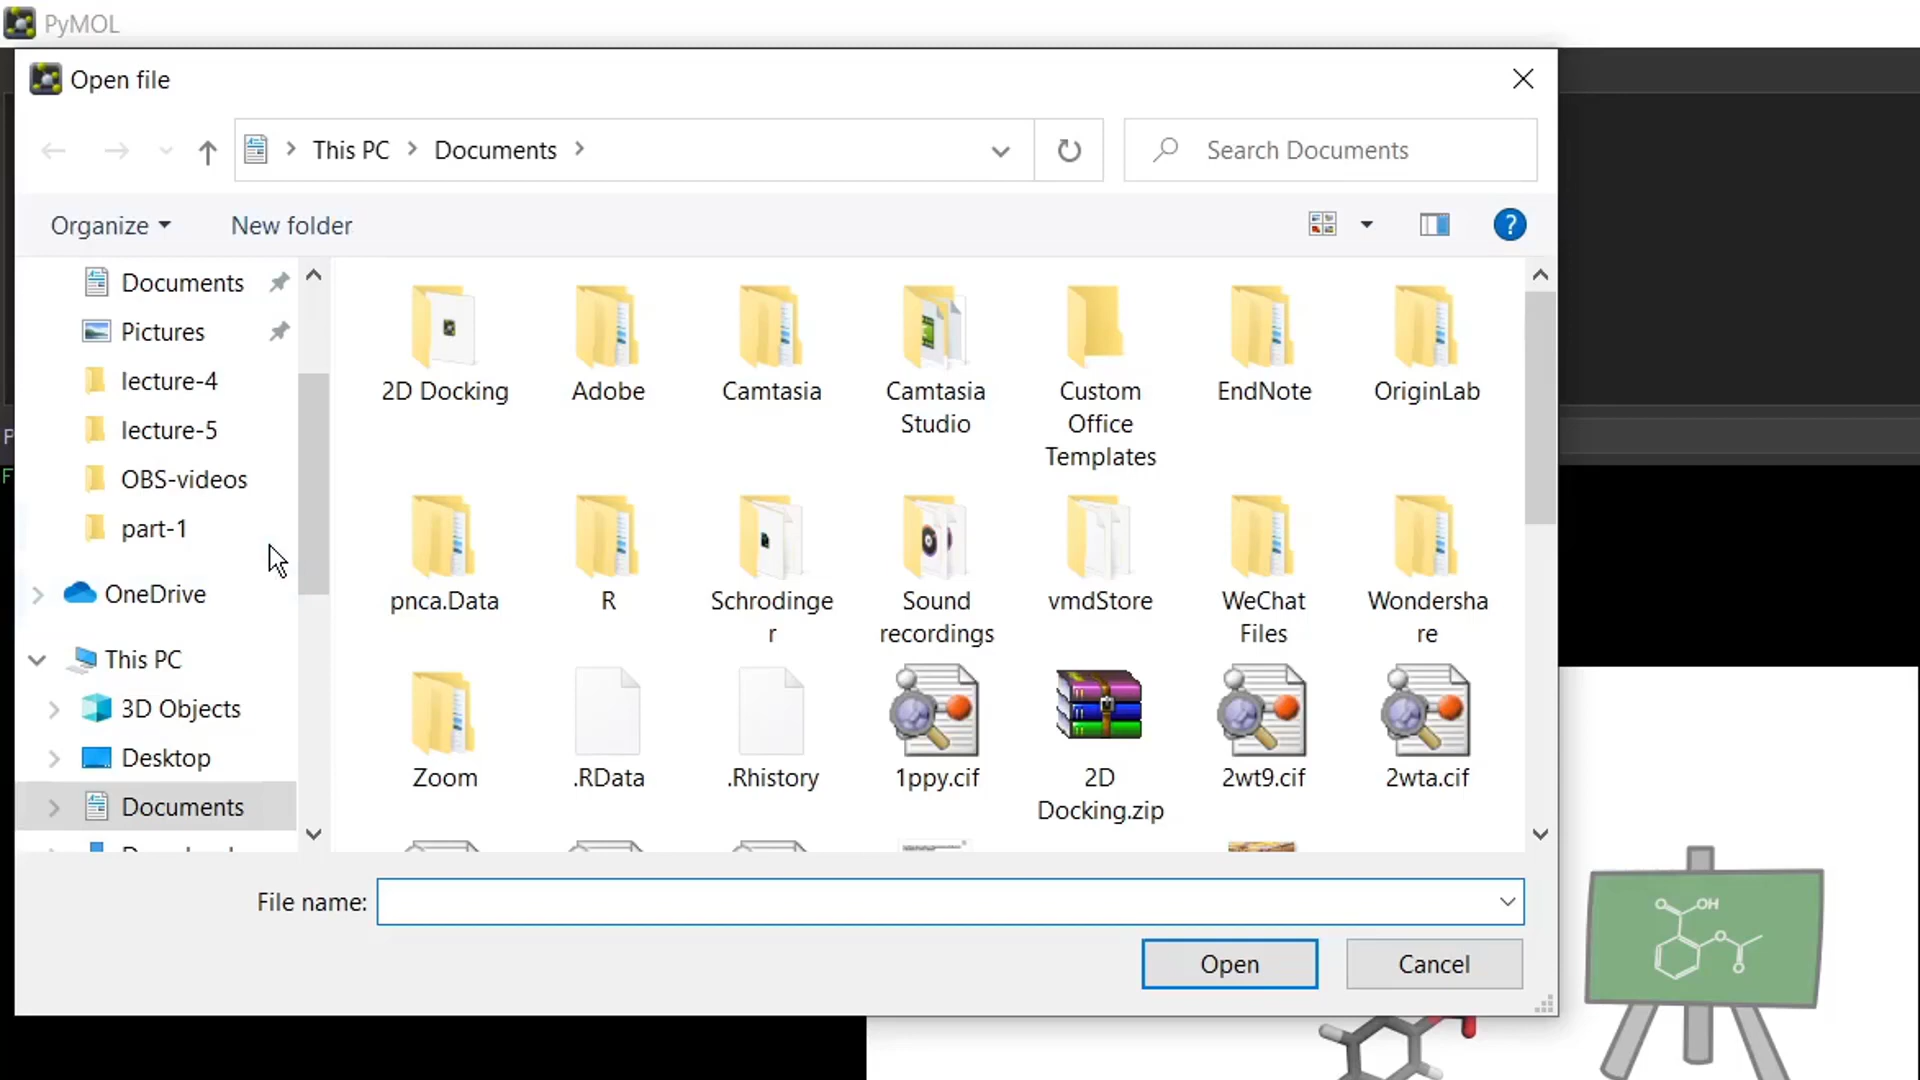 PyMOL
Open file
This PC
Documents
Search Documents
Organize
New folder
?
Documents
Pictures
lecture-4
lecture-5
OBS-videos
part-1
OneDrive
This PC
3D Objects
Desktop
Documents
2D Docking
Adobe
Camtasia
Camtasia
Studio
Custom
Office
Templates
EndNote
OriginLab
pnca.Data
R
Schrodinge
r
Sound
recordings
vmdStore
WeChat
Files
Wondersha
re
Zoom
.RData
.Rhistory
1ppy.cif
2D
Docking.zip
2wt9.cif
2wta.cif
File name:
Open
Cancel
P
F
O
OH
O
O